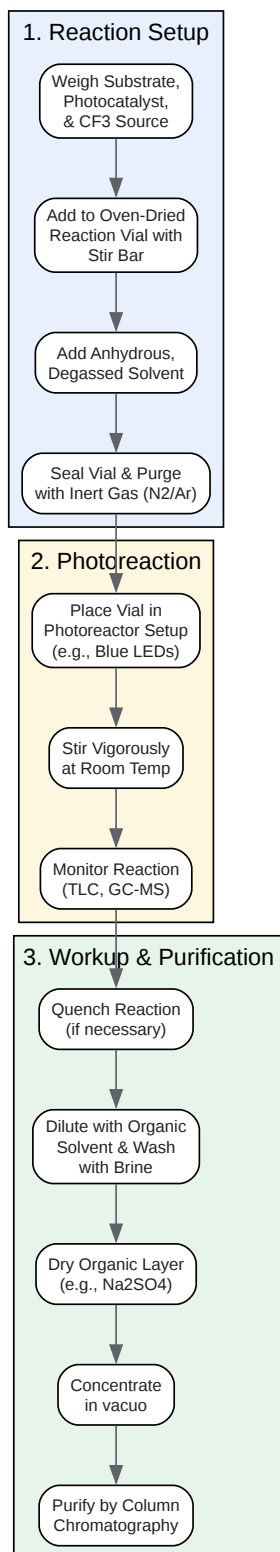 1. Reaction Setup
Weigh Substrate,
Photocatalyst,
& CF3 Source
Add to Oven-Dried
Reaction Vial with
Stir Bar
Add Anhydrous,
Degassed Solvent
Seal Vial & Purge
with Inert Gas (N2/Ar)
2. Photoreaction
Place Vial in
Photoreactor Setup
(e.g., Blue LEDs)
Stir Vigorously
at Room Temp
Monitor Reaction
(TLC, GC-MS)
3. Workup & Purification
Quench Reaction
(if necessary)
Dilute with Organic
Solvent & Wash
with Brine
Dry Organic Layer
(e.g., Na2SO4)
Concentrate
in vacuo
Purify by Column
Chromatography